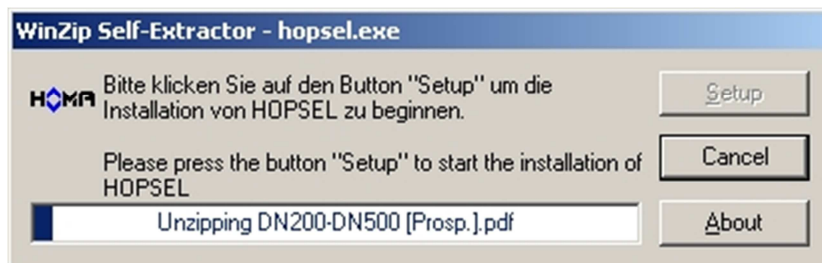 WinZip Self-Extractor - hopsel.exe
HOMA
Bitte klicken Sie auf den Button "Setup" um die
Installation von HOPSEL zu beginnen.
Setup
Please press the button "Setup" to start the installation of
HOPSEL
Cancel
Unzipping DN200-DN500 [Prosp.].pdf
About